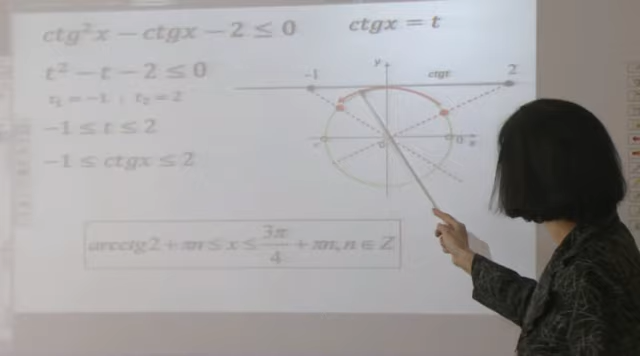 ctg²x − ctgx − 2 ≤ 0
ctgx = t
t² − t − 2 ≤ 0
t₁ = −1 ; t₂ = 2
−1 ≤ t ≤ 2
−1 ≤ ctgx ≤ 2
y
-1
ctgt
2
0
arcctg2 + πn ≤ x ≤ 3π/4 + πn, n ∈ Z